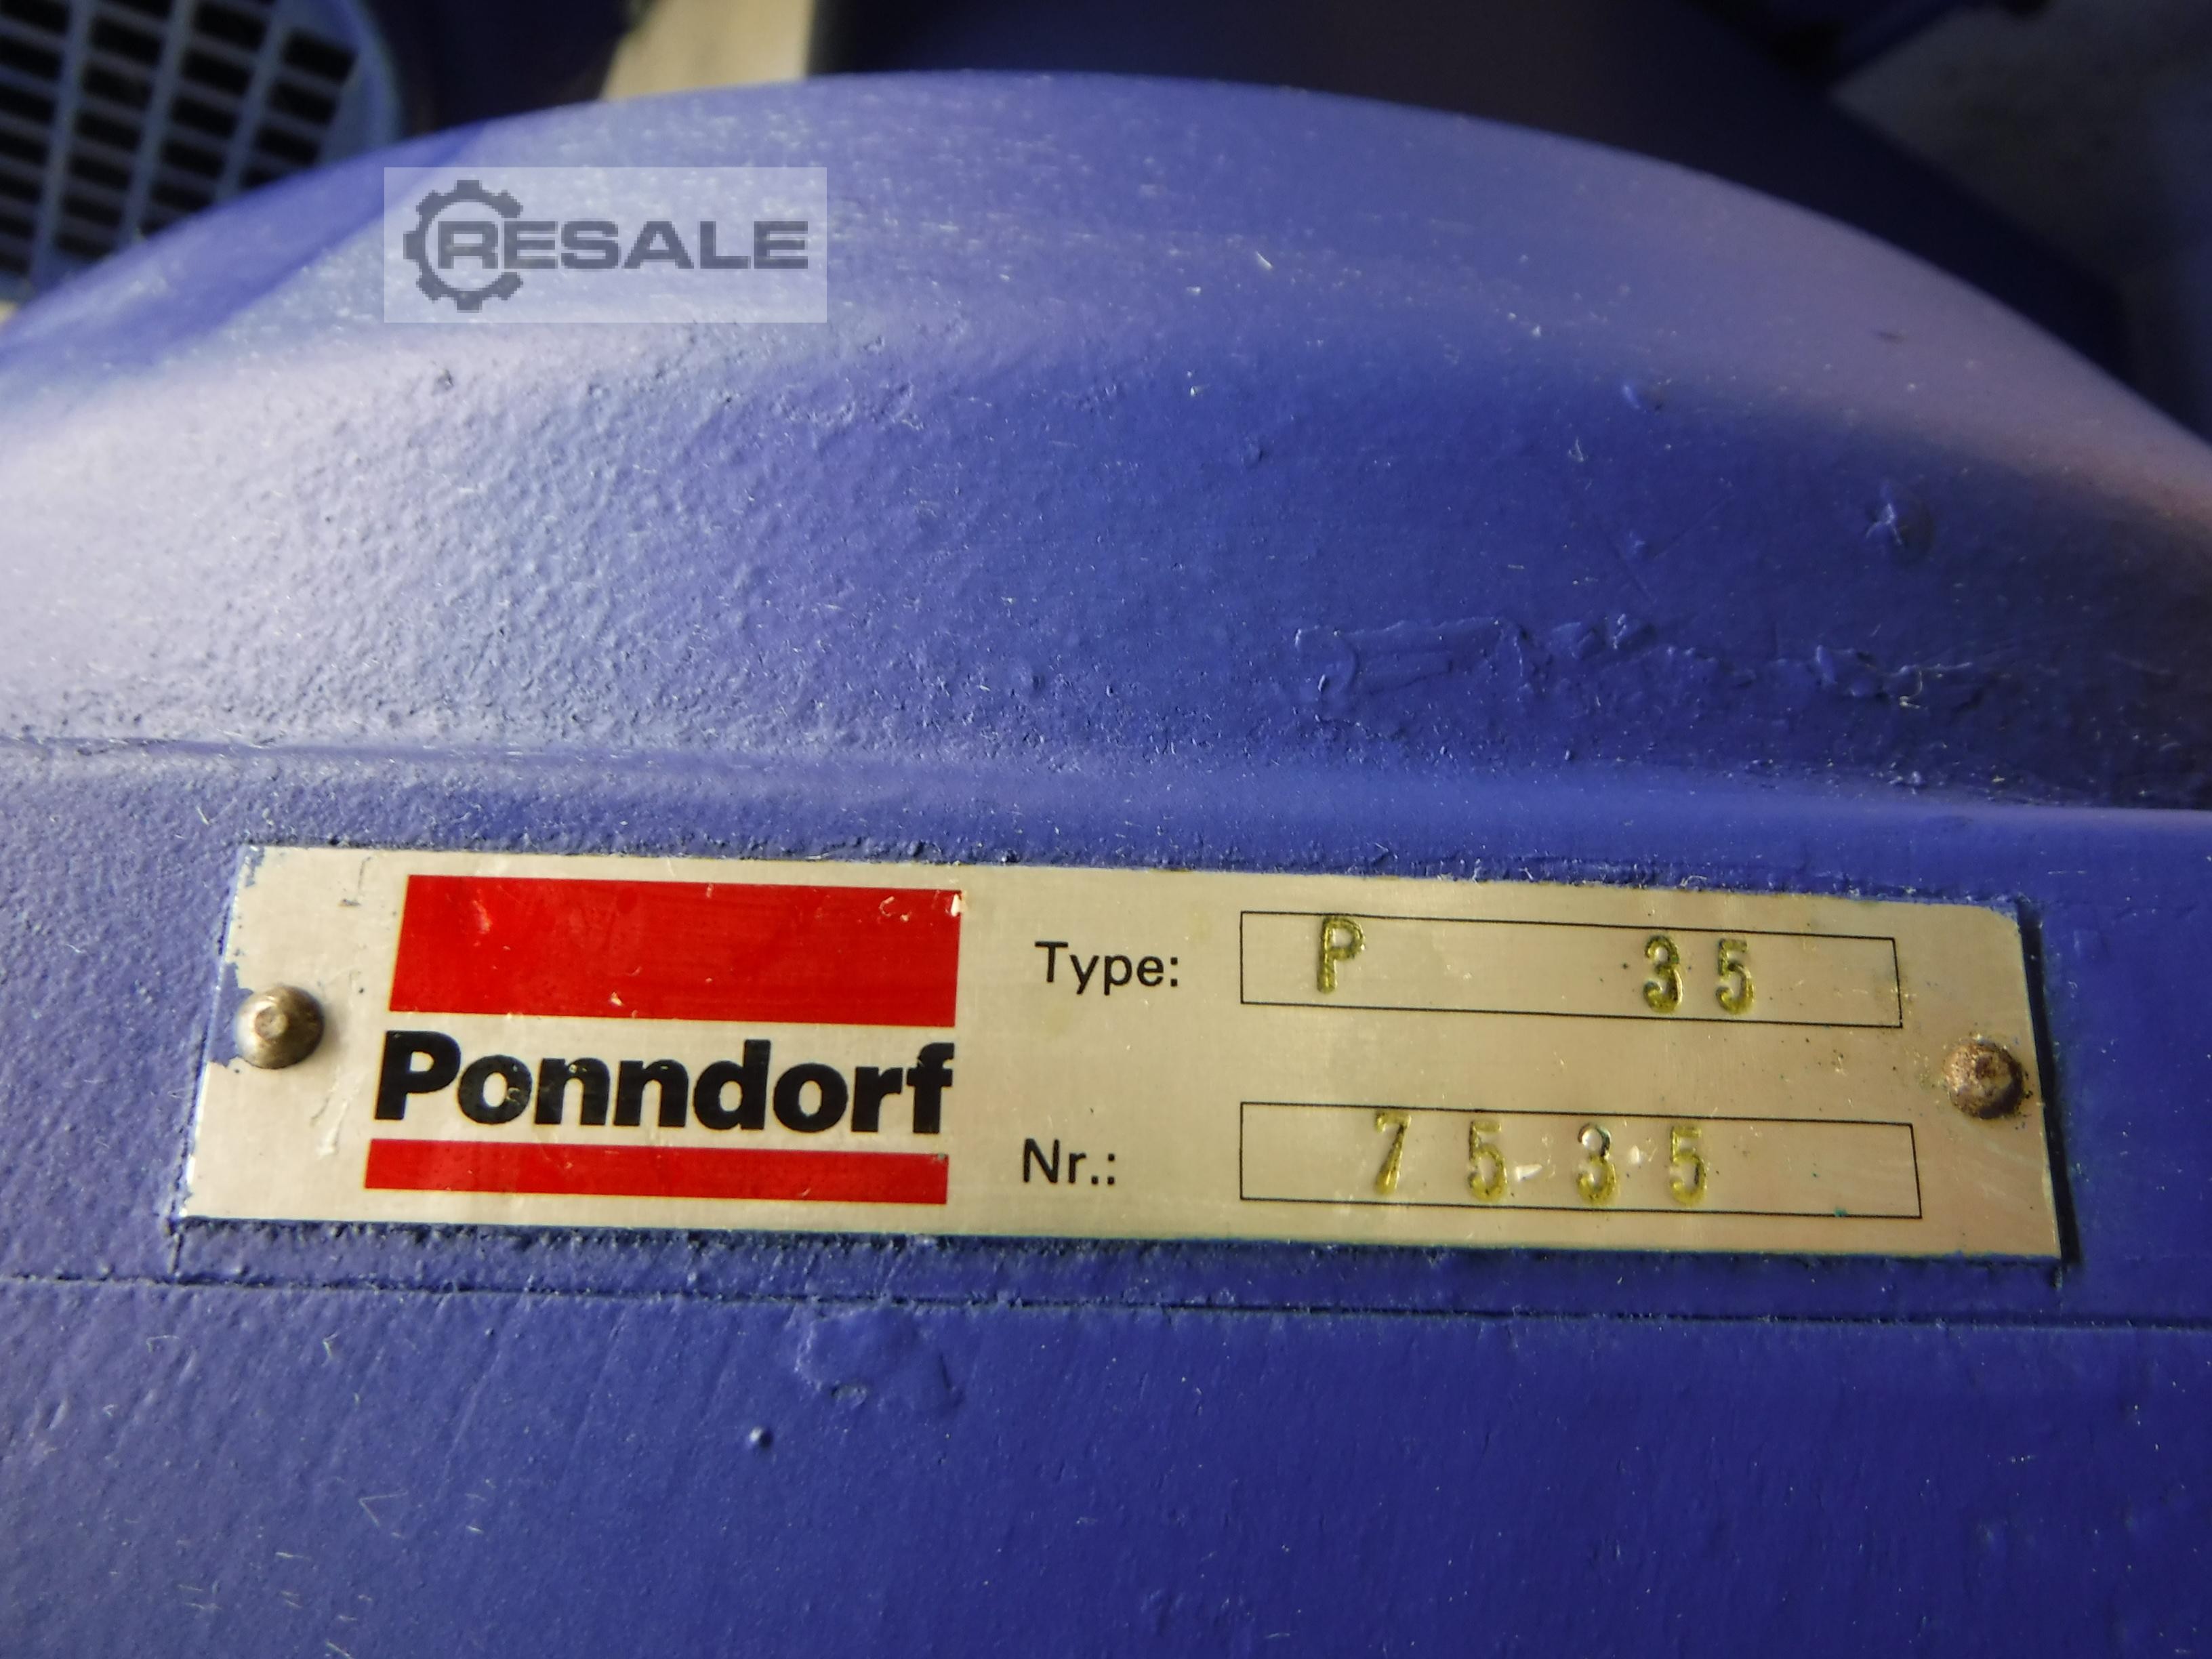 RESALE
Ponndorf
Type: P 35
Nr.: 7535